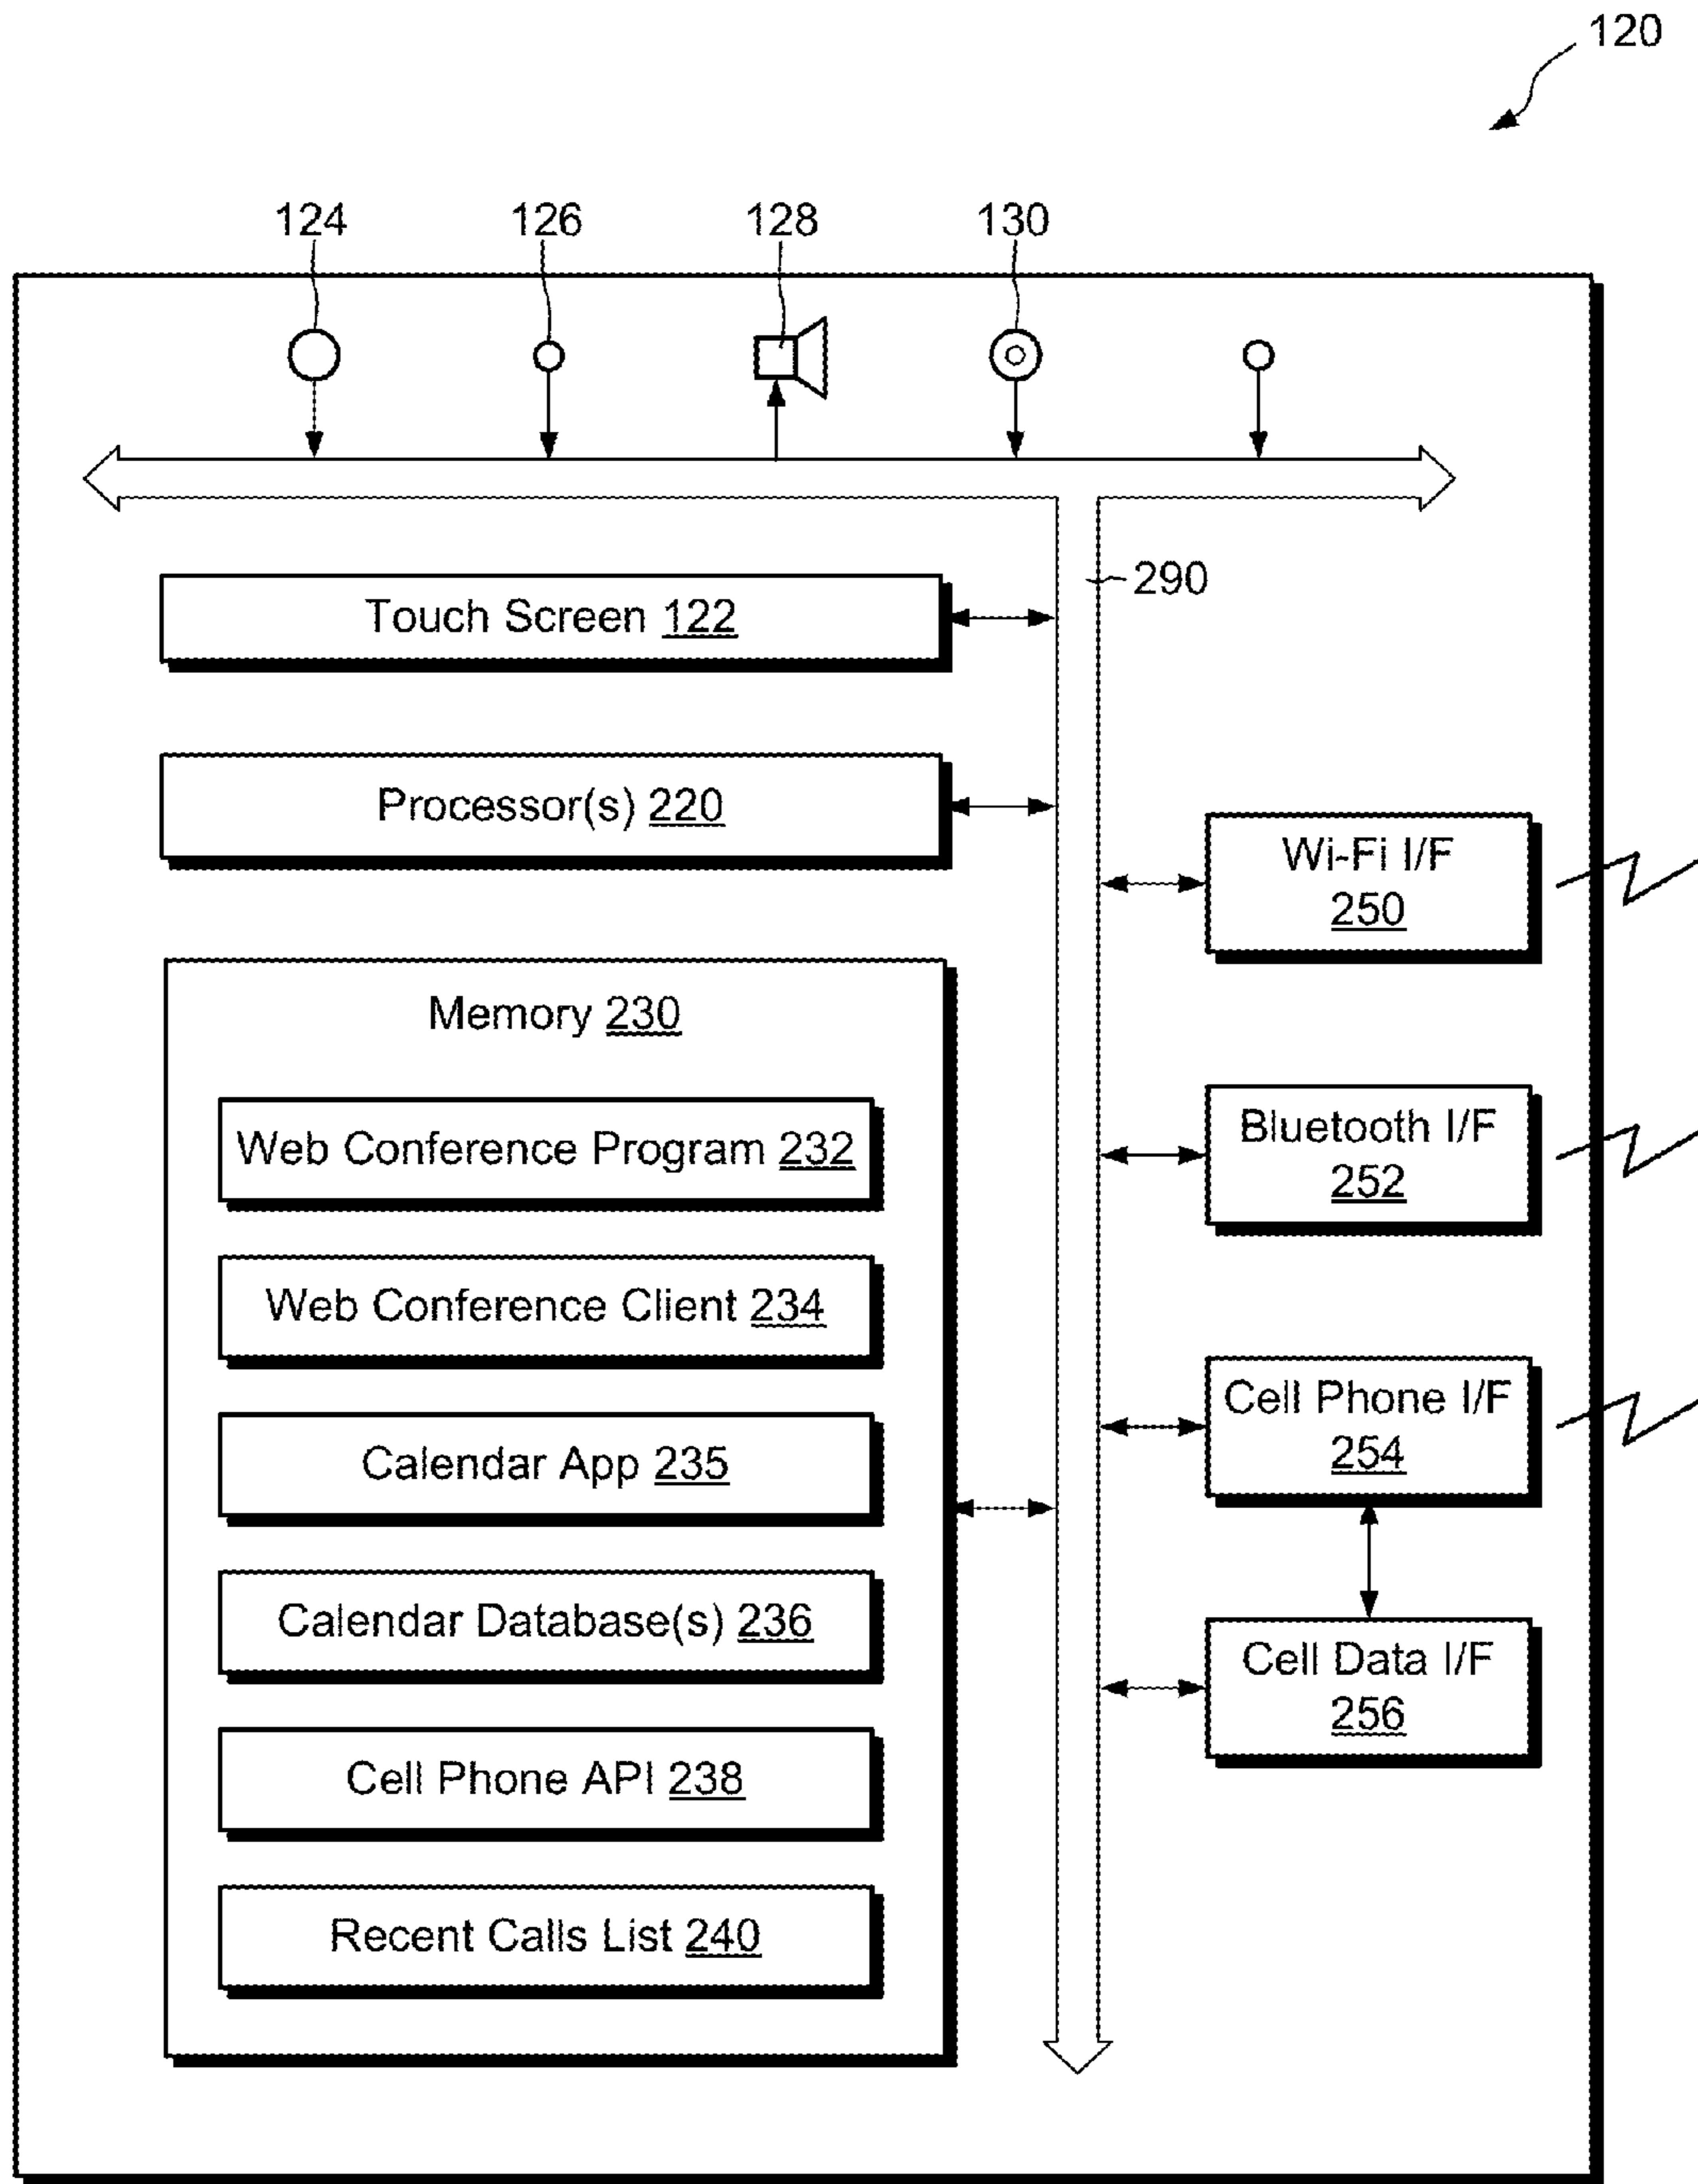 120
124 126 128 130
290
Touch Screen 122
Processor(s) 220
Wi-Fi I/F
250
Memory 230
Web Conference Program 232
Bluetooth I/F
252
Web Conference Client 234
Cell Phone I/F
254
Calendar App 235
Calendar Database(s) 236
Cell Data I/F
256
Cell Phone API 238
Recent Calls List 240